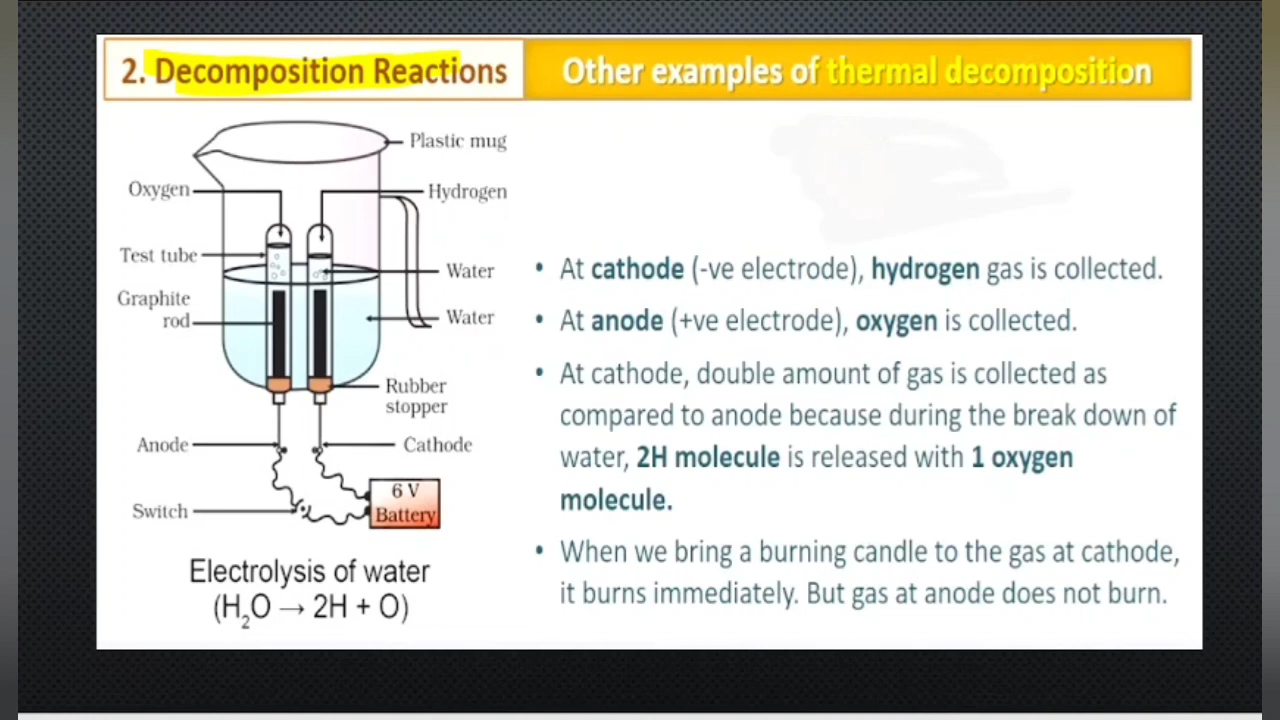 2. Decomposition Reactions
Other examples of thermal decomposition
Plastic mug
Oxygen
Hydrogen
Test tube
Water
Graphite
rod
Water
Rubber
stopper
Anode
Cathode
6 V
Battery
Switch
Electrolysis of water
(H₂O → 2H + O)
• At cathode (-ve electrode), hydrogen gas is collected.
• At anode (+ve electrode), oxygen is collected.
• At cathode, double amount of gas is collected as
compared to anode because during the break down of
water, 2H molecule is released with 1 oxygen
molecule.
• When we bring a burning candle to the gas at cathode,
it burns immediately. But gas at anode does not burn.